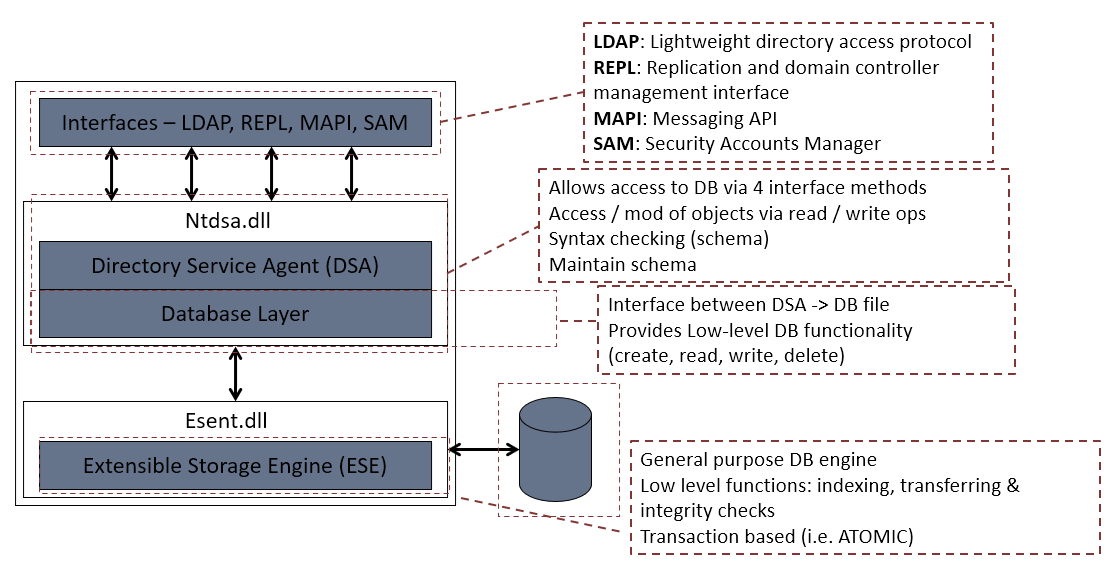 LDAP: Lightweight directory access protocol
REPL: Replication and domain controller
management interface
MAPI: Messaging API
SAM: Security Accounts Manager
Interfaces – LDAP, REPL, MAPI, SAM
Allows access to DB via 4 interface methods
Access / mod of objects via read / write ops
Syntax checking (schema)
Maintain schema
Ntdsa.dll
Directory Service Agent (DSA)
Database Layer
Interface between DSA -> DB file
Provides Low-level DB functionality
(create, read, write, delete)
Esent.dll
Extensible Storage Engine (ESE)
General purpose DB engine
Low level functions: indexing, transferring &
integrity checks
Transaction based (i.e. ATOMIC)